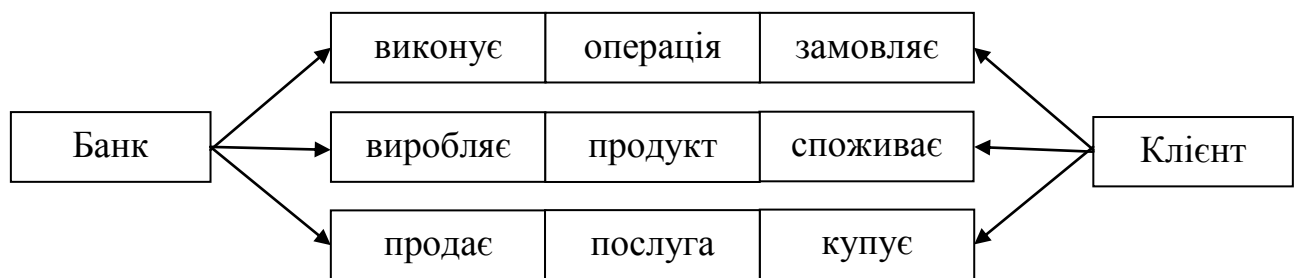 виконує операція замовляє
Банк виробляє продукт споживає Клієнт
продає послуга купує